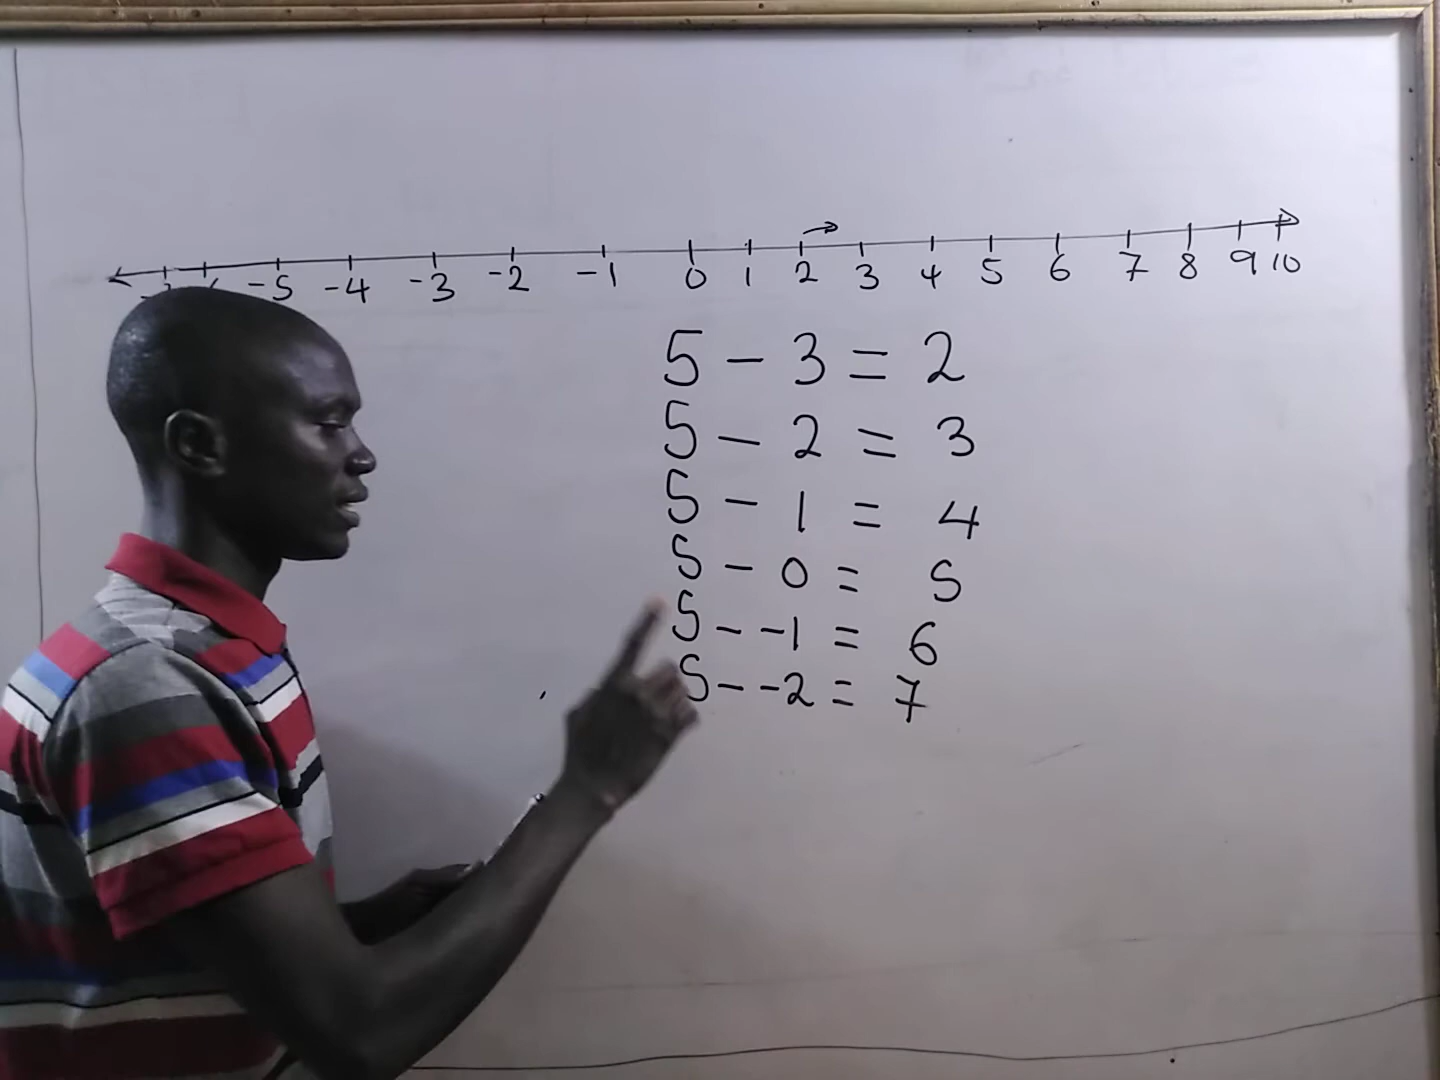 -5 -4 -3 -2 -1 0 1 2 3 4 5 6 7 8 9 10
5 - 3 = 2
5 - 2 = 3
5 - 1 = 4
5 - 0 = 5
5 - -1 = 6
5 - -2 = 7